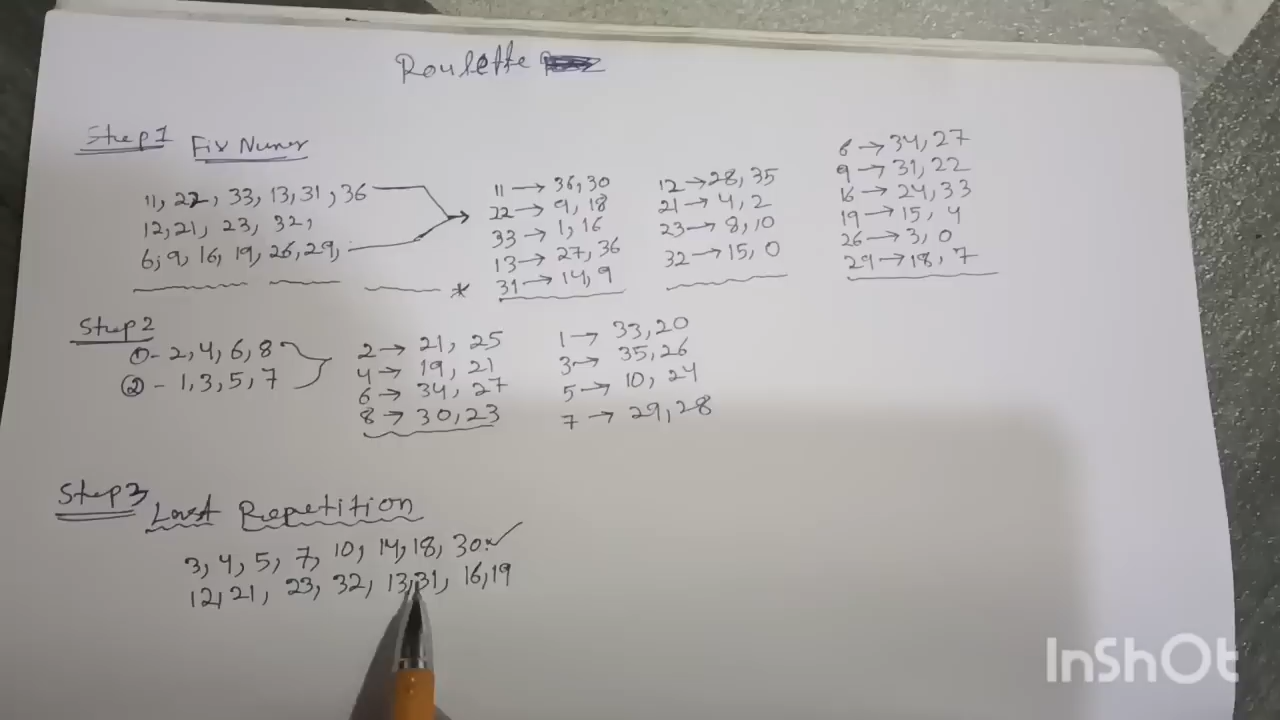 Roulette
Step 1 Fix Numer
11, 22, 33, 13, 31, 36
12, 21, 23, 32,
6, 9, 16, 19, 26, 29,
11 → 36, 30
22 → 9, 18
33 → 1, 16
13 → 27, 36
31 → 14, 9
12 → 28, 35
21 → 4, 2
23 → 8, 10
32 → 15, 0
6 → 34, 27
9 → 31, 22
16 → 24, 33
19 → 15, 4
26 → 3, 0
29 → 18, 7
Step 2
① - 2, 4, 6, 8
② - 1, 3, 5, 7
2 → 21, 25
4 → 19, 21
6 → 34, 27
8 → 30, 23
1 → 33, 20
3 → 35, 26
5 → 10, 24
7 → 29, 28
Step 3
Last Repetition
3, 4, 5, 7, 10, 14, 18, 30
12, 21, 23, 32, 13, 31, 16, 19
InShOt